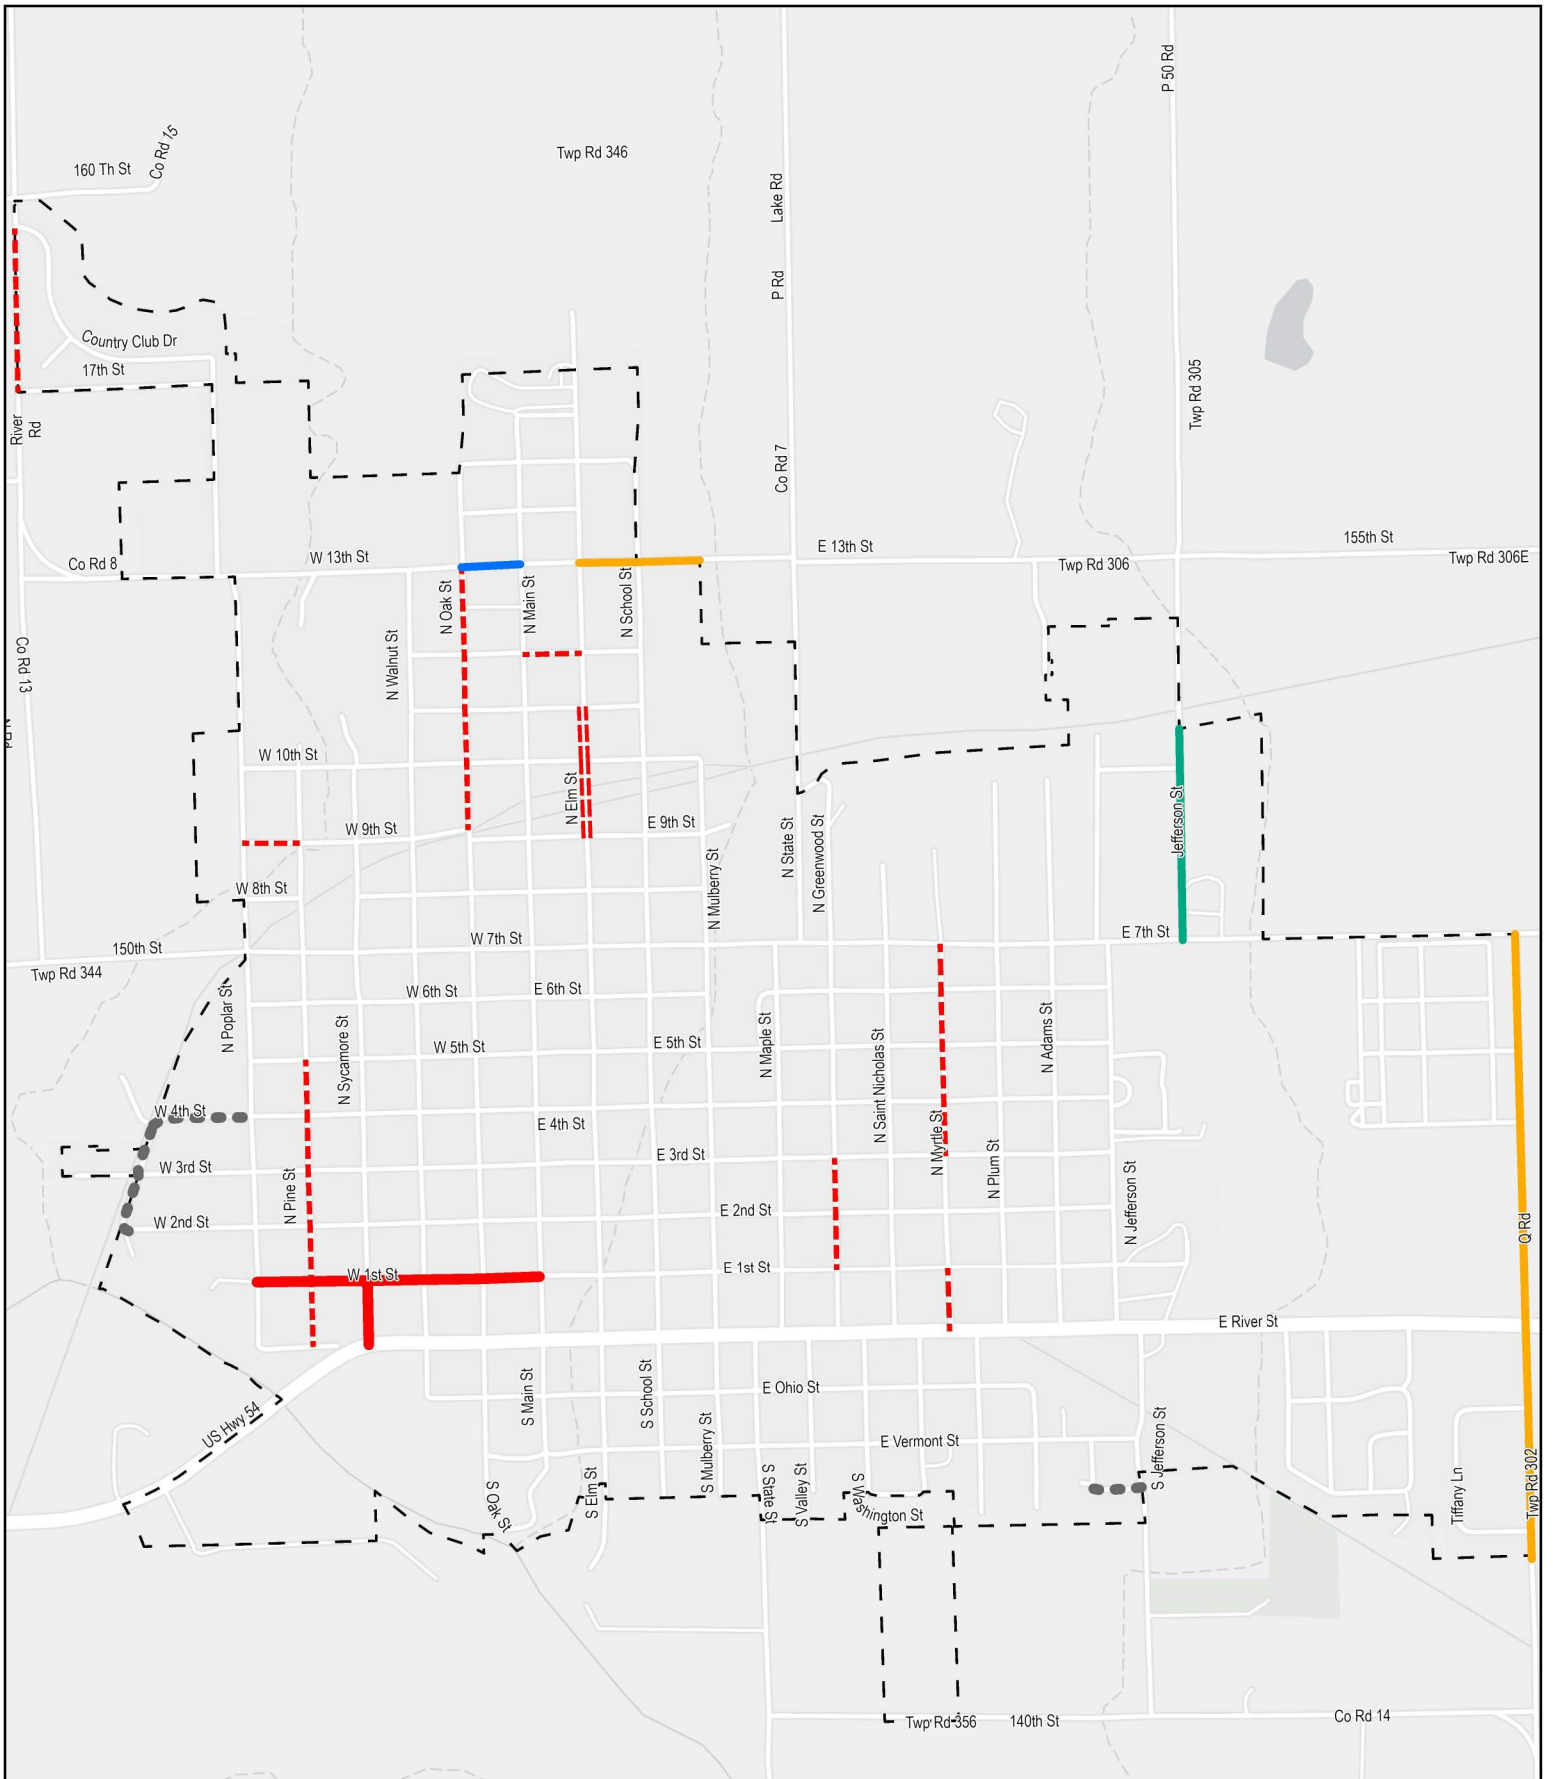 P 50 Rd
Co Rd 15
160 Th St
Twp Rd 346
Lake Rd
P Rd
Country Club Dr
17th St
Twp Rd 305
River
Rd
Co Rd 7
E 13th St
155th St
Co Rd 8
W 13th St
Twp Rd 306
Twp Rd 306E
N Oak St
N Main St
N School St
N Walnut St
Co Rd 13
N Rd
W 10th St
N Elm St
Jefferson St
W 9th St
E 9th St
N State St
N Greenwood St
W 8th St
N Mulberry St
W 7th St
E 7th St
150th St
Twp Rd 344
W 6th St
E 6th St
N Poplar St
N Sycamore St
W 5th St
E 5th St
N Maple St
N Saint Nicholas St
N Adams St
W 4th St
E 4th St
N Myrtle St
W 3rd St
E 3rd St
N Plum St
N Pine St
N Jefferson St
W 2nd St
E 2nd St
Q Rd
W 1st St
E 1st St
E River St
S Main St
S School St
E Ohio St
US Hwy 54
S Mulberry St
E Vermont St
S Jefferson St
S Oak St
S Elm St
S State St
S Valley St
S Washington St
Tiffany Ln
Twp Rd 302
Twp Rd 356
140th St
Co Rd 14